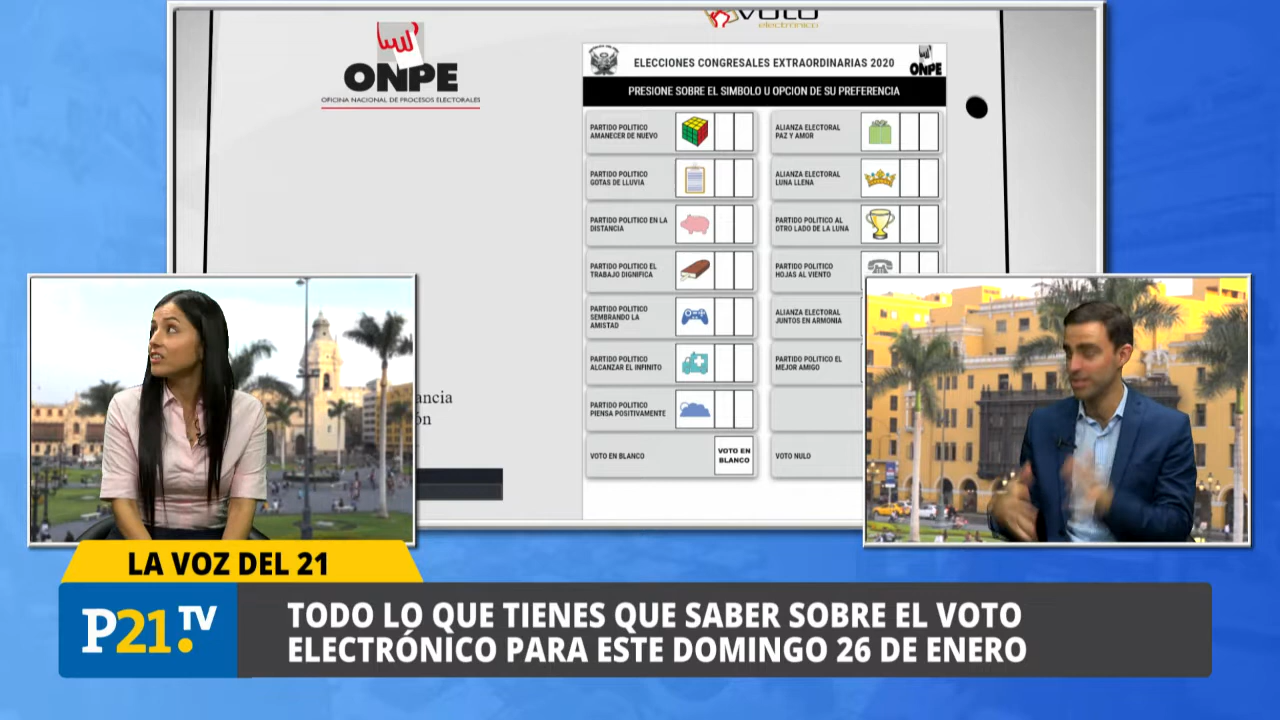 VOTO
electrónico
ONPE
OFICINA NACIONAL DE PROCESOS ELECTORALES
ELECCIONES CONGRESALES EXTRAORDINARIAS 2020
ONPE
PRESIONE SOBRE EL SIMBOLO U OPCION DE SU PREFERENCIA
PARTIDO POLITICO
AMANECER DE NUEVO
ALIANZA ELECTORAL
PAZ Y AMOR
PARTIDO POLITICO
GOTAS DE LLUVIA
ALIANZA ELECTORAL
LUNA LLENA
PARTIDO POLITICO EN LA
DISTANCIA
PARTIDO POLITICO AL
OTRO LADO DE LA LUNA
PARTIDO POLITICO EL
TRABAJO DIGNIFICA
PARTIDO POLITICO
HOJAS AL VIENTO
PARTIDO POLITICO
SEMBRANDO LA
AMISTAD
ALIANZA ELECTORAL
JUNTOS EN ARMONIA
PARTIDO POLITICO
ALCANZAR EL INFINITO
PARTIDO POLITICO EL
MEJOR AMIGO
PARTIDO POLITICO
PIENSA POSITIVAMENTE
VOTO EN BLANCO
VOTO EN
BLANCO
VOTO NULO
ancia
ón
LA VOZ DEL 21
P21.TV
TODO LO QUE TIENES QUE SABER SOBRE EL VOTO
ELECTRÓNICO PARA ESTE DOMINGO 26 DE ENERO